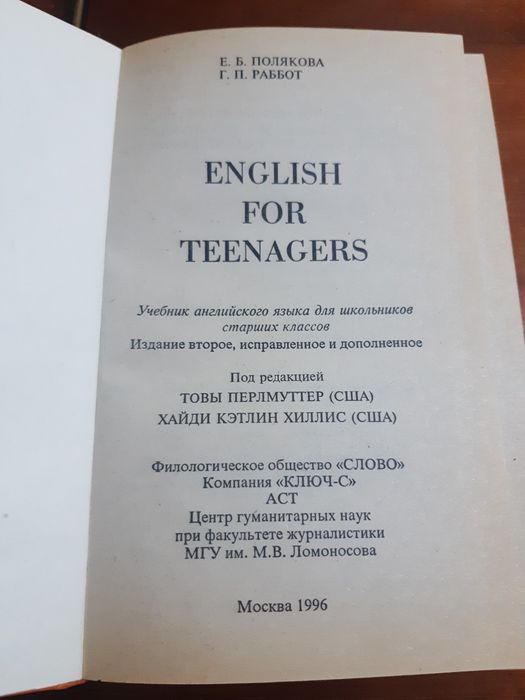 Е. Б. ПОЛЯКОВА
Г. П. РАББОТ
ENGLISH
FOR
TEENAGERS
Учебник английского языка для школьников
старших классов
Издание второе, исправленное и дополненное
Под редакцией
ТОВЫ ПЕРЛМУТТЕР (США)
ХАЙДИ КЭТЛИН ХИЛЛИС (США)
Филологическое общество «СЛОВО»
Компания «КЛЮЧ-С»
АСТ
Центр гуманитарных наук
при факультете журналистики
МГУ им. М.В. Ломоносова
Москва 1996